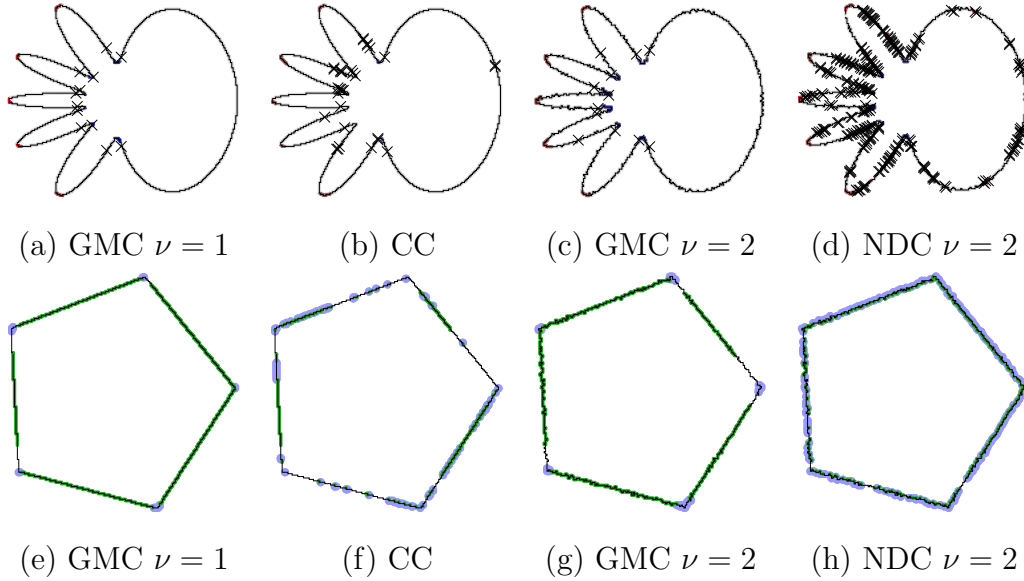 (a) GMC ν = 1 (b) CC (c) GMC ν = 2 (d) NDC ν = 2
(e) GMC ν = 1 (f) CC (g) GMC ν = 2 (h) NDC ν = 2